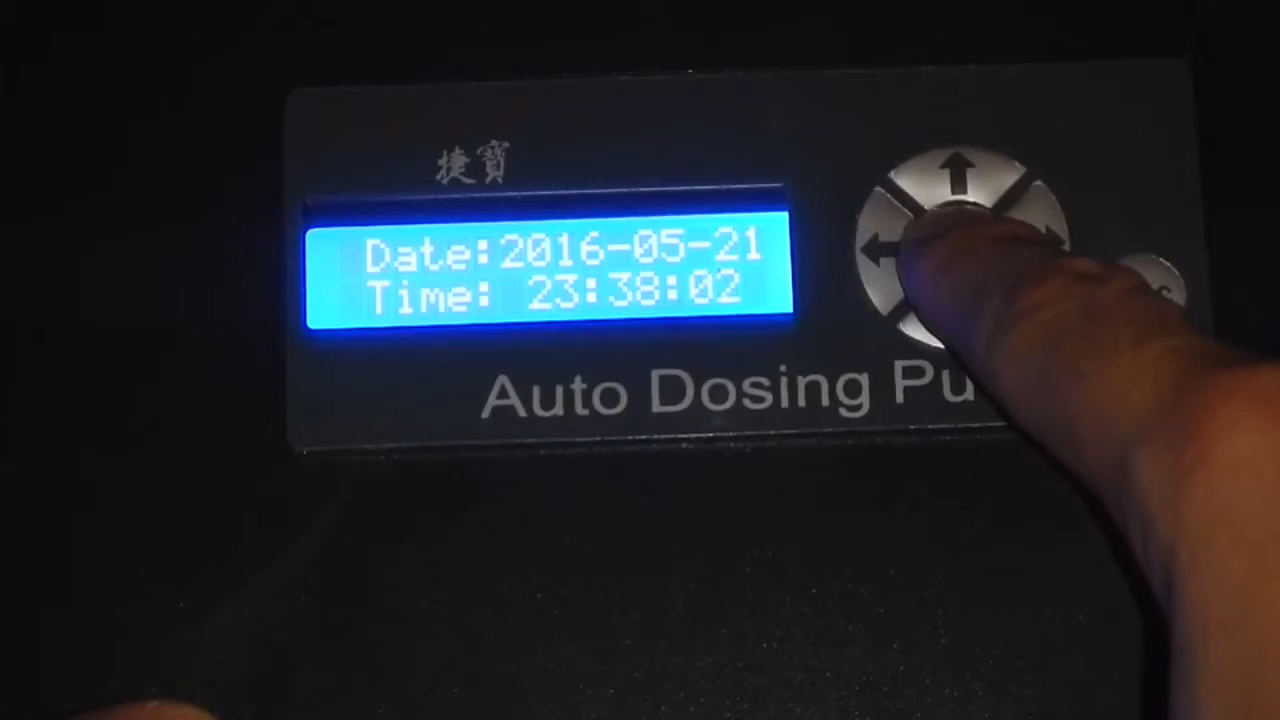 捷寶
Date:2016-05-21
Time: 23:38:02
Auto Dosing Pu